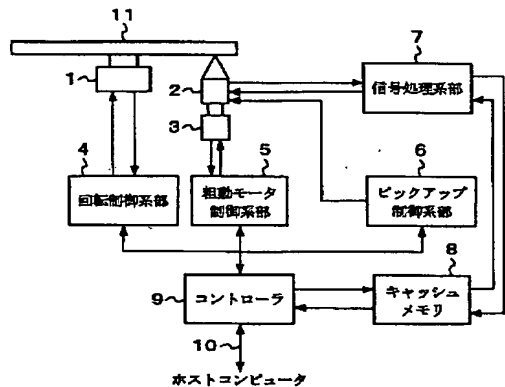 11
1
2
3
7
信号処理系部
4
回転制御系部
5
粗動モータ
制御系部
6
ピックアップ
制御系部
9
コントローラ
8
キャッシュ
メモリ
10
ホストコンピュータ